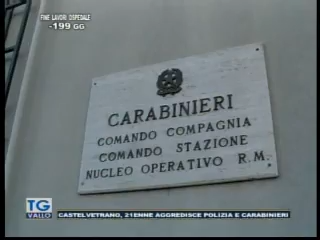 FINE LAVORI OSPEDALE
-199 GG
CARABINIERI
COMANDO COMPAGNIA
COMANDO STAZIONE
NUCLEO OPERATIVO R.M.
TG
VALLO
CASTELVETRANO, 21ENNE AGGREDISCE POLIZIA E CARABINIERI